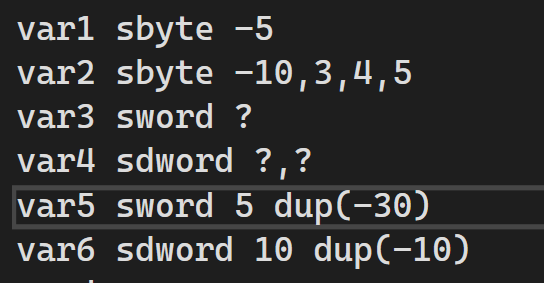 var1 sbyte -5
var2 sbyte -10,3,4,5
var3 sword ?
var4 sdword ?,?
var5 sword 5 dup(-30)
var6 sdword 10 dup(-10)